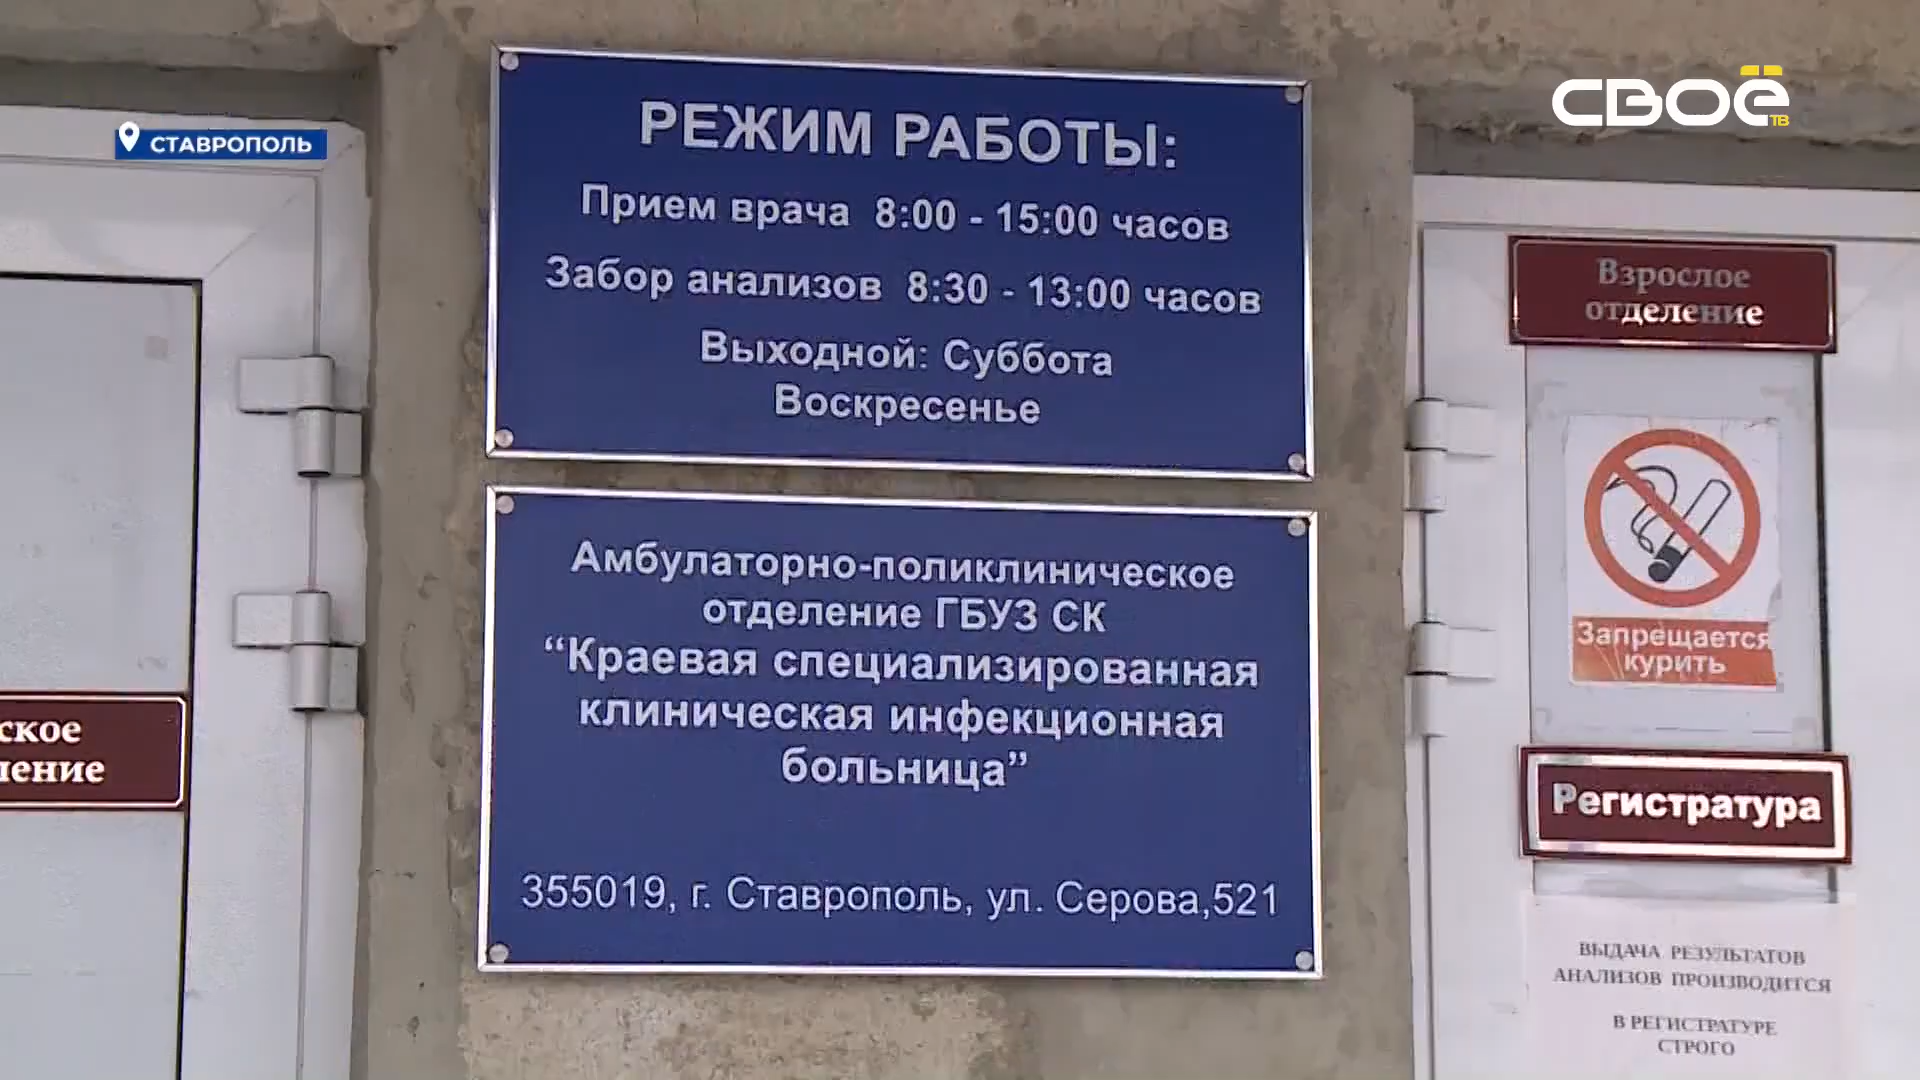 СТАВРОПОЛЬ
СВОЁ
ТВ
РЕЖИМ РАБОТЫ:
Прием врача 8:00 - 15:00 часов
Забор анализов 8:30 - 13:00 часов
Выходной: Суббота
Воскресенье
Амбулаторно-поликлиническое
отделение ГБУЗ СК
“Краевая специализированная
клиническая инфекционная
больница”
355019, г. Ставрополь, ул. Серова,521
Взрослое
отделение
Запрещается
курить
Регистратура
ВЫДАЧА РЕЗУЛЬТАТОВ
АНАЛИЗОВ ПРОИЗВОДИТСЯ
В РЕГИСТРАТУРЕ
СТРОГО